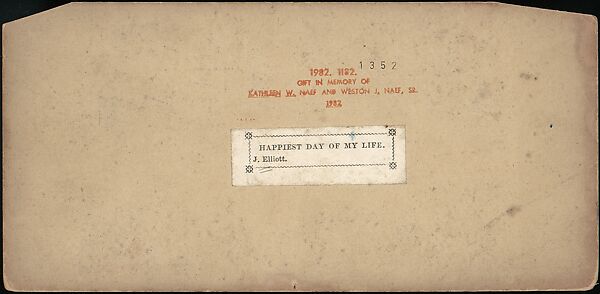 1982. 1182. 1352
GIFT IN MEMORY OF
KATHLEEN W. NAEF AND WESTON J. NAEF, SR.
1982
HAPPIEST DAY OF MY LIFE.
J. Elliott.